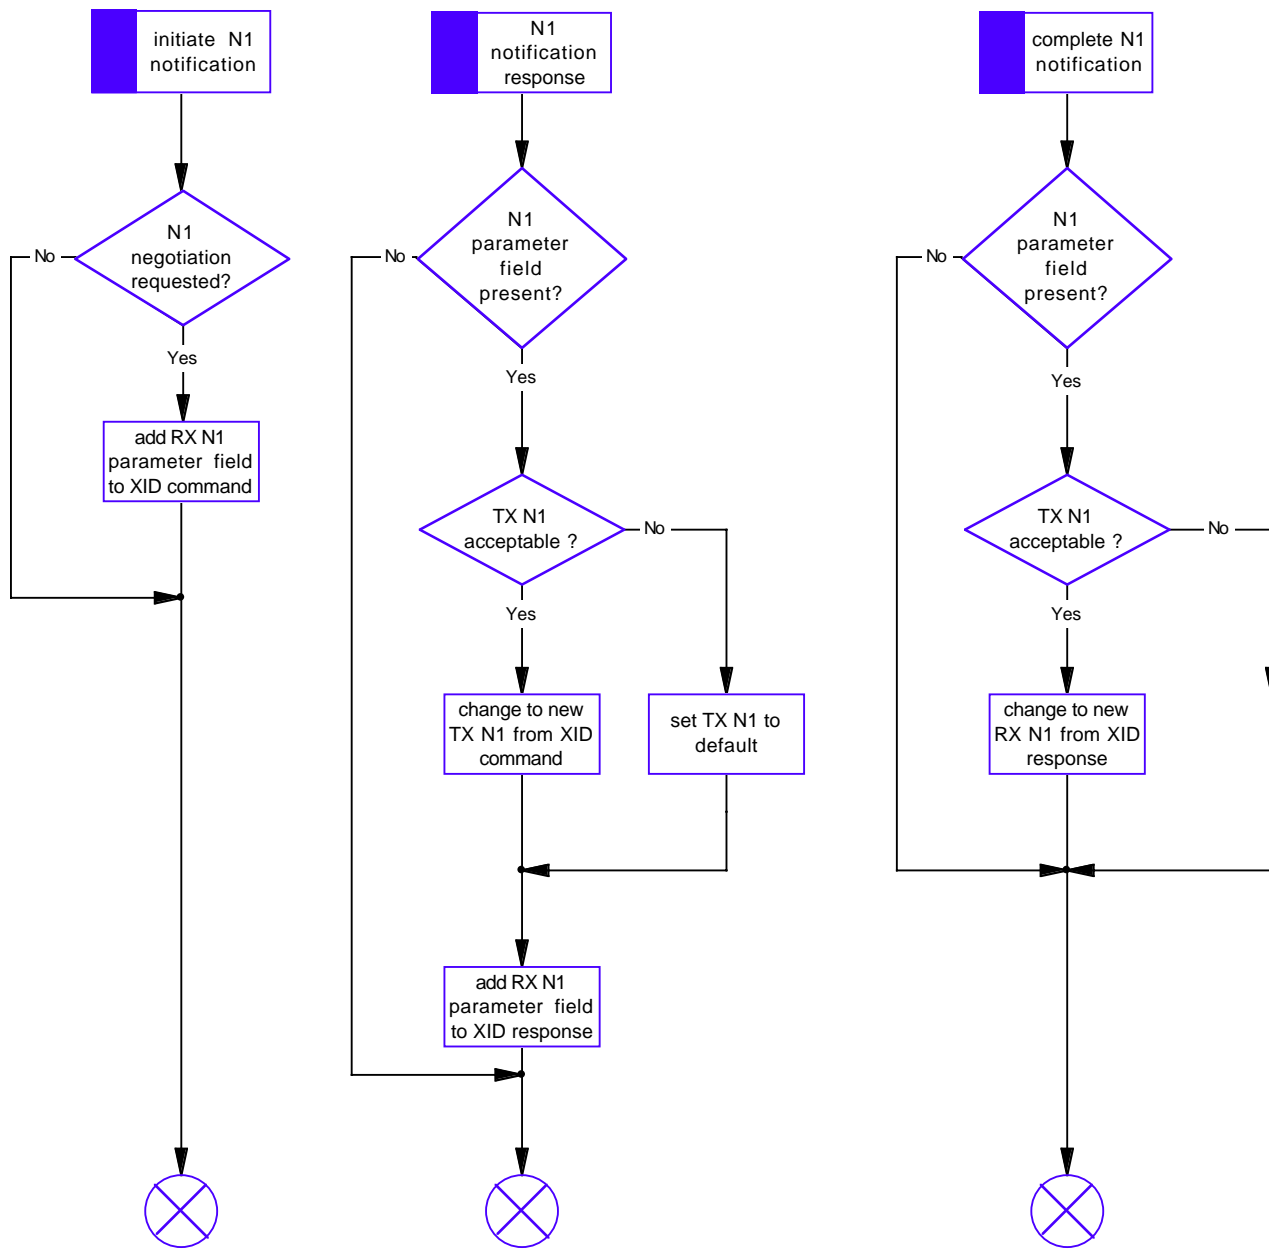 initiate N1
notification
N1
negotiation
requested?
No
Yes
add RX N1
parameter field
to XID command
N1
notification
response
N1
parameter
field
present?
No
Yes
TX N1
acceptable ?
No
Yes
change to new
TX N1 from XID
command
set TX N1 to
default
add RX N1
parameter field
to XID response
complete N1
notification
N1
parameter
field
present?
No
Yes
TX N1
acceptable ?
No
Yes
change to new
RX N1 from XID
response